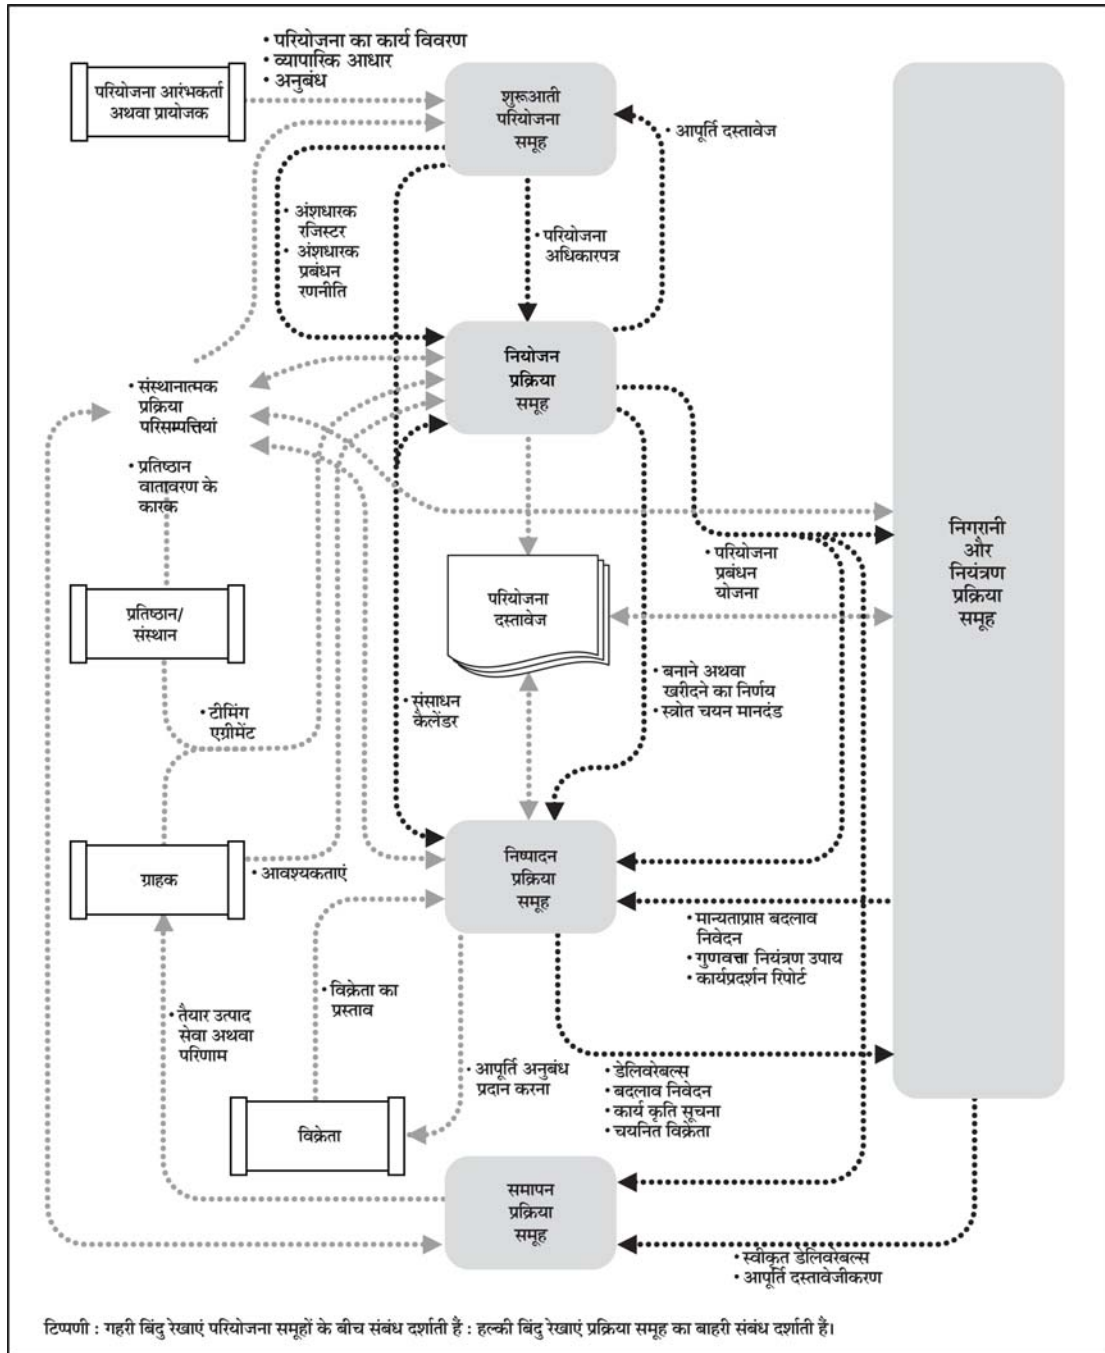 • परियोजना का कार्य विवरण
• व्यापारिक आधार
• अनुबंध
परियोजना आरंभकर्ता
अथवा प्रायोजक
शुरूआती
परियोजना
समूह
• आपूर्ति दस्तावेज
• अंशधारक
रजिस्टर
• अंशधारक
प्रबंधन
रणनीति
• परियोजना
अधिकारपत्र
नियोजन
प्रक्रिया
समूह
• संस्थानात्मक
प्रक्रिया
परिसम्पत्तियां
• प्रतिष्ठान
वातावरण के
कारक
निगरानी
और
नियंत्रण
प्रक्रिया
समूह
• परियोजना
प्रबंधन
योजना
परियोजना
दस्तावेज
प्रतिष्ठान/
संस्थान
• बनाने अथवा
खरीदने का निर्णय
• स्त्रोत चयन मानदंड
• संसाधन
कैलेंडर
• टीमिंग
एग्रीमेंट
निष्पादन
प्रक्रिया
समूह
ग्राहक
• आवश्यकताएं
• मान्यताप्राप्त बदलाव
निवेदन
• गुणवत्ता नियंत्रण उपाय
• कार्यप्रदर्शन रिपोर्ट
• विक्रेता का
प्रस्ताव
• तैयार उत्पाद
सेवा अथवा
परिणाम
• आपूर्ति अनुबंध
प्रदान करना
• डेलिवरेबल्स
• बदलाव निवेदन
• कार्य कृति सूचना
• चयनित विक्रेता
विक्रेता
समापन
प्रक्रिया
समूह
• स्वीकृत डेलिवरेबल्स
• आपूर्ति दस्तावेजीकरण
टिप्पणी : गहरी बिंदु रेखाएं परियोजना समूहों के बीच संबंध दर्शाती हैं : हल्की बिंदु रेखाएं प्रक्रिया समूह का बाहरी संबंध दर्शाती हैं।